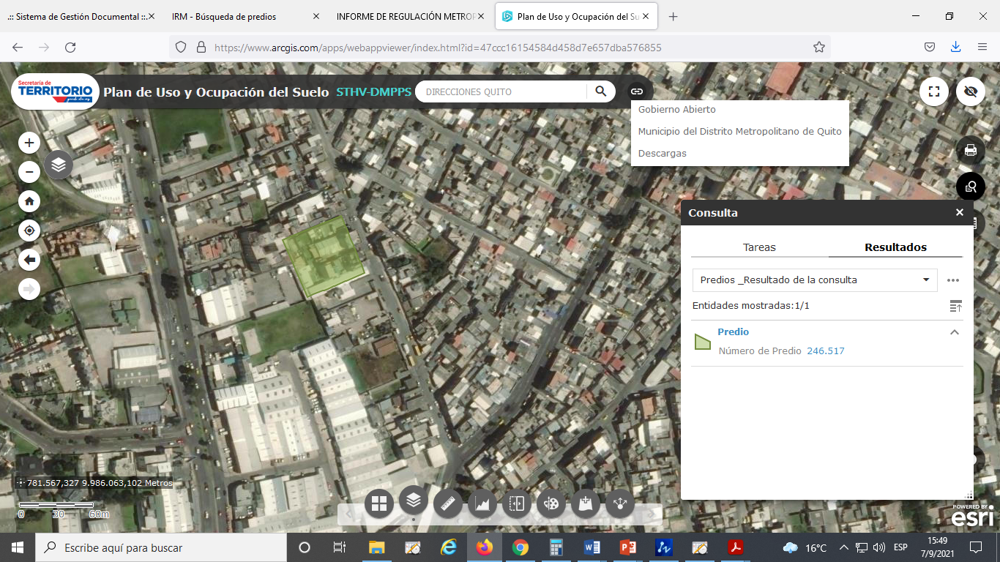 .:: Sistema de Gestión Documental ::.
IRM - Búsqueda de predios
INFORME DE REGULACIÓN METROP
Plan de Uso y Ocupación del Su
https://www.arcgis.com/apps/webappviewer/index.html?id=47ccc16154584d458d7e657dba576855
Secretaría de
TERRITORIO
Plan de Uso y Ocupación del Suelo STHV-DMPPS
DIRECCIONES QUITO
Gobierno Abierto
Municipio del Distrito Metropolitano de Quito
Descargas
Consulta
Tareas
Resultados
Predios _Resultado de la consulta
Entidades mostradas:1/1
Predio
Número de Predio 246.517
781.567,327 9.986.063,102 Metros
0 30 60m
POWERED BY
esri
Escribe aquí para buscar
16°C
ESP
15:49
7/9/2021